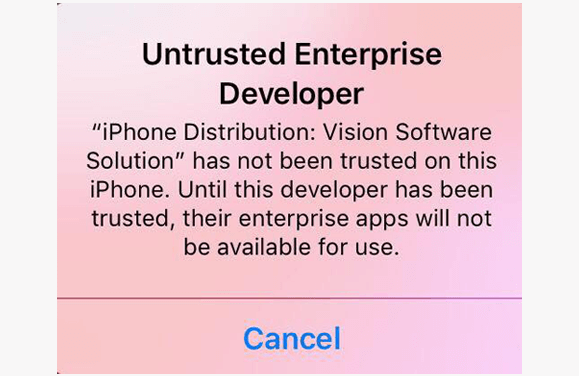 Untrusted Enterprise
Developer
“iPhone Distribution: Vision Software
Solution” has not been trusted on this
iPhone. Until this developer has been
trusted, their enterprise apps will not
be available for use.
Cancel